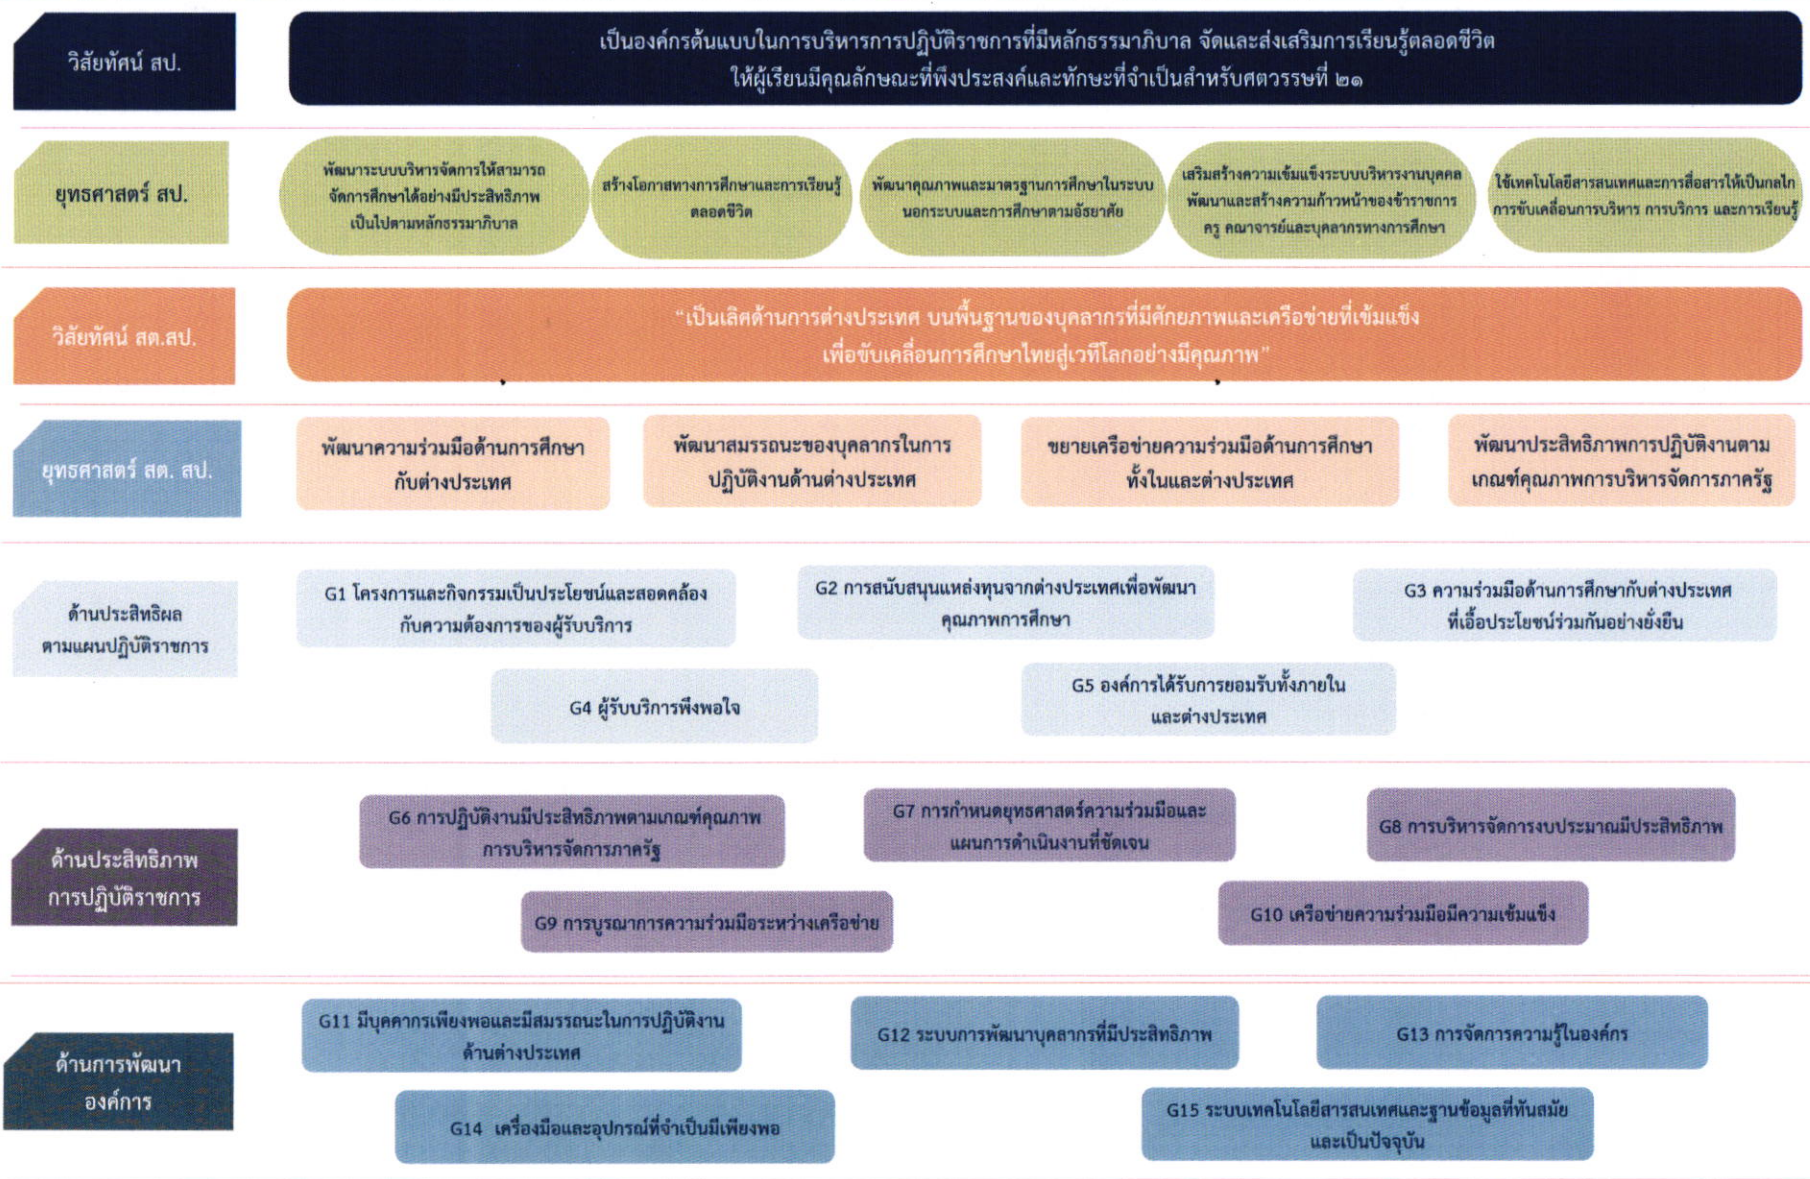 วิสัยทัศน์ สป.
เป็นองค์กรต้นแบบในการบริหารการปฏิบัติราชการที่มีหลักธรรมาภิบาล จัดและส่งเสริมการเรียนรู้ตลอดชีวิต
ให้ผู้เรียนมีคุณลักษณะที่พึงประสงค์และทักษะที่จำเป็นสำหรับศตวรรษที่ ๒๑
ยุทธศาสตร์ สป.
พัฒนาระบบบริหารจัดการให้สามารถ
จัดการศึกษาได้อย่างมีประสิทธิภาพ
เป็นไปตามหลักธรรมาภิบาล
สร้างโอกาสทางการศึกษาและการเรียนรู้
ตลอดชีวิต
พัฒนาคุณภาพและมาตรฐานการศึกษาในระบบ
นอกระบบและการศึกษาตามอัธยาศัย
เสริมสร้างความเข้มแข็งระบบบริหารงานบุคคล
พัฒนาและสร้างความก้าวหน้าของข้าราชการ
ครู คณาจารย์และบุคลากรทางการศึกษา
ใช้เทคโนโลยีสารสนเทศและการสื่อสารให้เป็นกลไก
การขับเคลื่อนการบริหาร การบริการ และการเรียนรู้
วิสัยทัศน์ สต.สป.
“เป็นเลิศด้านการต่างประเทศ บนพื้นฐานของบุคลากรที่มีศักยภาพและเครือข่ายที่เข้มแข็ง
เพื่อขับเคลื่อนการศึกษาไทยสู่เวทีโลกอย่างมีคุณภาพ”
ยุทธศาสตร์ สต. สป.
พัฒนาความร่วมมือด้านการศึกษา
กับต่างประเทศ
พัฒนาสมรรถนะของบุคลากรในการ
ปฏิบัติงานด้านต่างประเทศ
ขยายเครือข่ายความร่วมมือด้านการศึกษา
ทั้งในและต่างประเทศ
พัฒนาประสิทธิภาพการปฏิบัติงานตาม
เกณฑ์คุณภาพการบริหารจัดการภาครัฐ
ด้านประสิทธิผล
ตามแผนปฏิบัติราชการ
G1 โครงการและกิจกรรมเป็นประโยชน์และสอดคล้อง
กับความต้องการของผู้รับบริการ
G2 การสนับสนุนแหล่งทุนจากต่างประเทศเพื่อพัฒนา
คุณภาพการศึกษา
G3 ความร่วมมือด้านการศึกษากับต่างประเทศ
ที่เอื้อประโยชน์ร่วมกันอย่างยั่งยืน
G4 ผู้รับบริการพึงพอใจ
G5 องค์การได้รับการยอมรับทั้งภายใน
และต่างประเทศ
ด้านประสิทธิภาพ
การปฏิบัติราชการ
G6 การปฏิบัติงานมีประสิทธิภาพตามเกณฑ์คุณภาพ
การบริหารจัดการภาครัฐ
G7 การกำหนดยุทธศาสตร์ความร่วมมือและ
แผนการดำเนินงานที่ชัดเจน
G8 การบริหารจัดการงบประมาณมีประสิทธิภาพ
G9 การบูรณาการความร่วมมือระหว่างเครือข่าย
G10 เครือข่ายความร่วมมือมีความเข้มแข็ง
ด้านการพัฒนา
องค์การ
G11 มีบุคคากรเพียงพอและมีสมรรถนะในการปฏิบัติงาน
ด้านต่างประเทศ
G12 ระบบการพัฒนาบุคลากรที่มีประสิทธิภาพ
G13 การจัดการความรู้ในองค์กร
G14 เครื่องมือและอุปกรณ์ที่จำเป็นมีเพียงพอ
G15 ระบบเทคโนโลยีสารสนเทศและฐานข้อมูลที่ทันสมัย
และเป็นปัจจุบัน